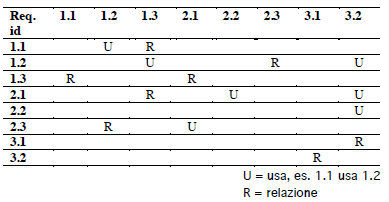 Req. id 1.1 1.2 1.3 2.1 2.2 2.3 3.1 3.2
1.1 U R
1.2 U R U
1.3 R R
2.1 R U U
2.2 U
2.3 R U
3.1 R
3.2 R
U = usa, es. 1.1 usa 1.2
R = relazione